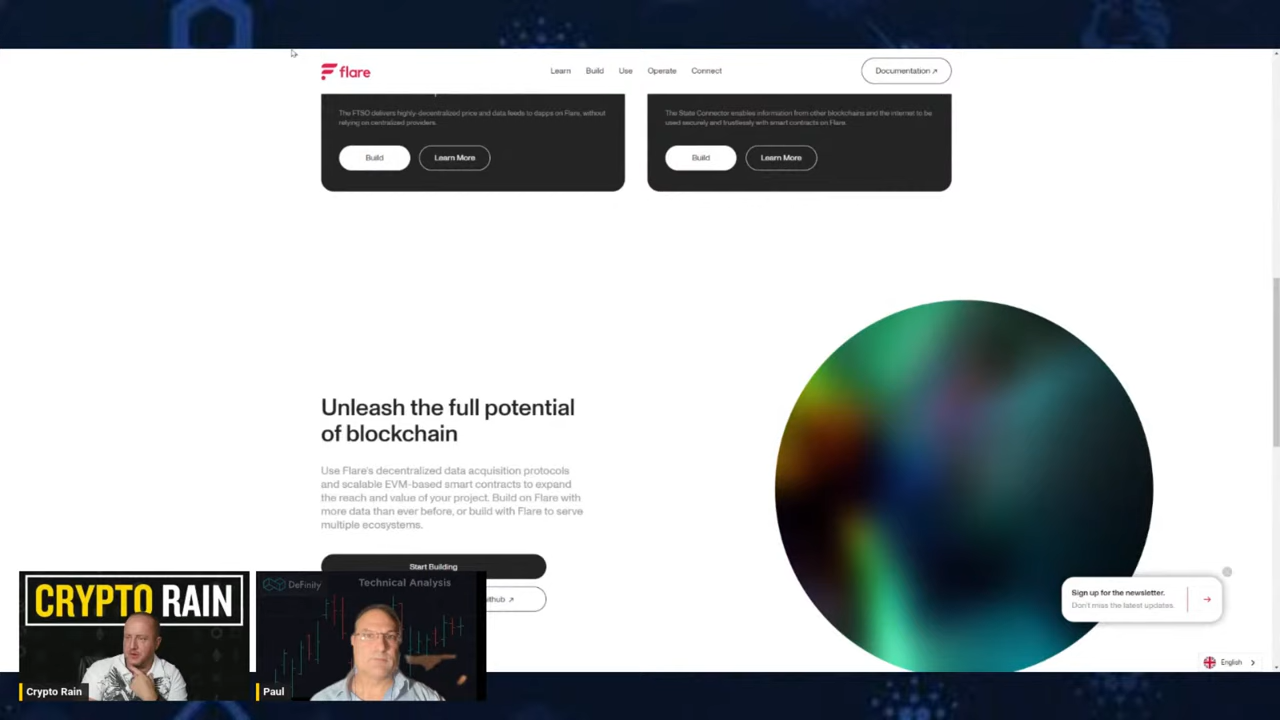 flare
Learn Build Use Operate Connect
Documentation ↗
The FTSO delivers highly-decentralized price and data feeds to dapps on Flare, without
relying on centralized providers.
Build Learn More
The State Connector enables information from other blockchains and the internet to be
used securely and trustlessly with smart contracts on Flare.
Build Learn More
Unleash the full potential
of blockchain
Use Flare's decentralized data acquisition protocols
and scalable EVM-based smart contracts to expand
the reach and value of your project. Build on Flare with
more data than ever before, or build with Flare to serve
multiple ecosystems.
Start Building
ithub ↗
Sign up for the newsletter.
Don't miss the latest updates.
English
CRYPTO RAIN
Crypto Rain
DeFinity
Technical Analysis
Paul